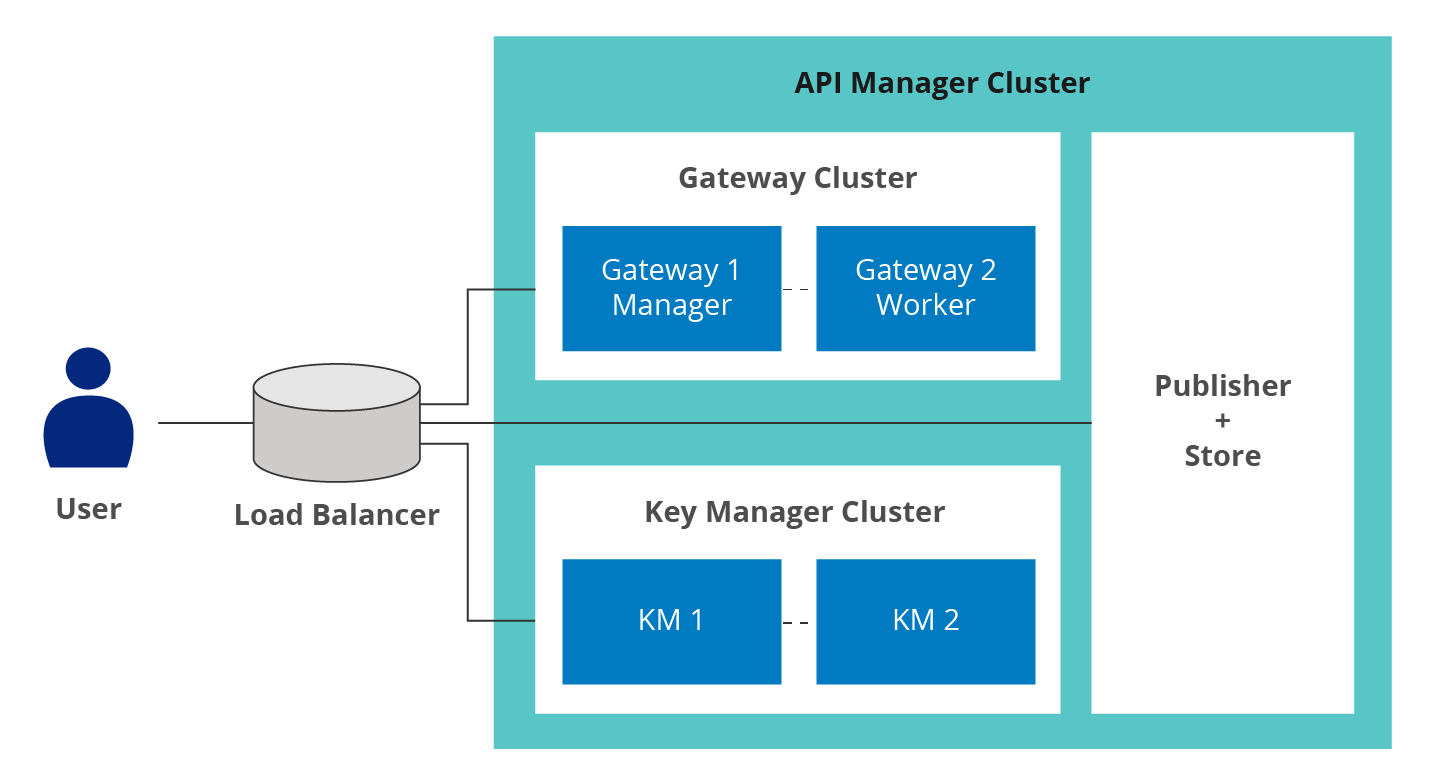 API Manager Cluster
Gateway Cluster
Gateway 1
Manager
Gateway 2
Worker
Publisher
+
Store
User
Load Balancer
Key Manager Cluster
KM 1
KM 2